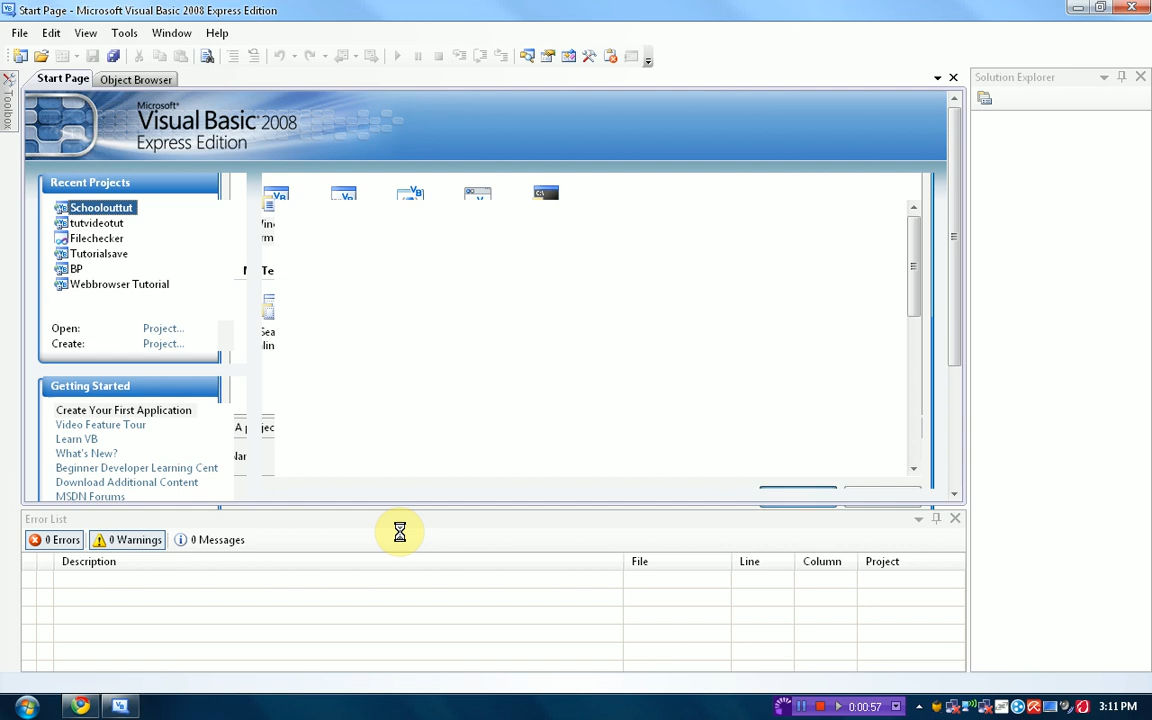 Start Page - Microsoft Visual Basic 2008 Express Edition
File Edit View Tools Window Help
Start Page Object Browser
Solution Explorer
Toolbox
Microsoft®
Visual Basic 2008
Express Edition
Recent Projects
Schoolouttut
tutvideotut
Filechecker
Tutorialsave
BP
Webbrowser Tutorial
Open: Project...
Create: Project...
Getting Started
Create Your First Application
Video Feature Tour
Learn VB
What's New?
Beginner Developer Learning Cent
Download Additional Content
MSDN Forums
Error List
0 Errors 0 Warnings 0 Messages
Description File Line Column Project
0:00:57 3:11 PM